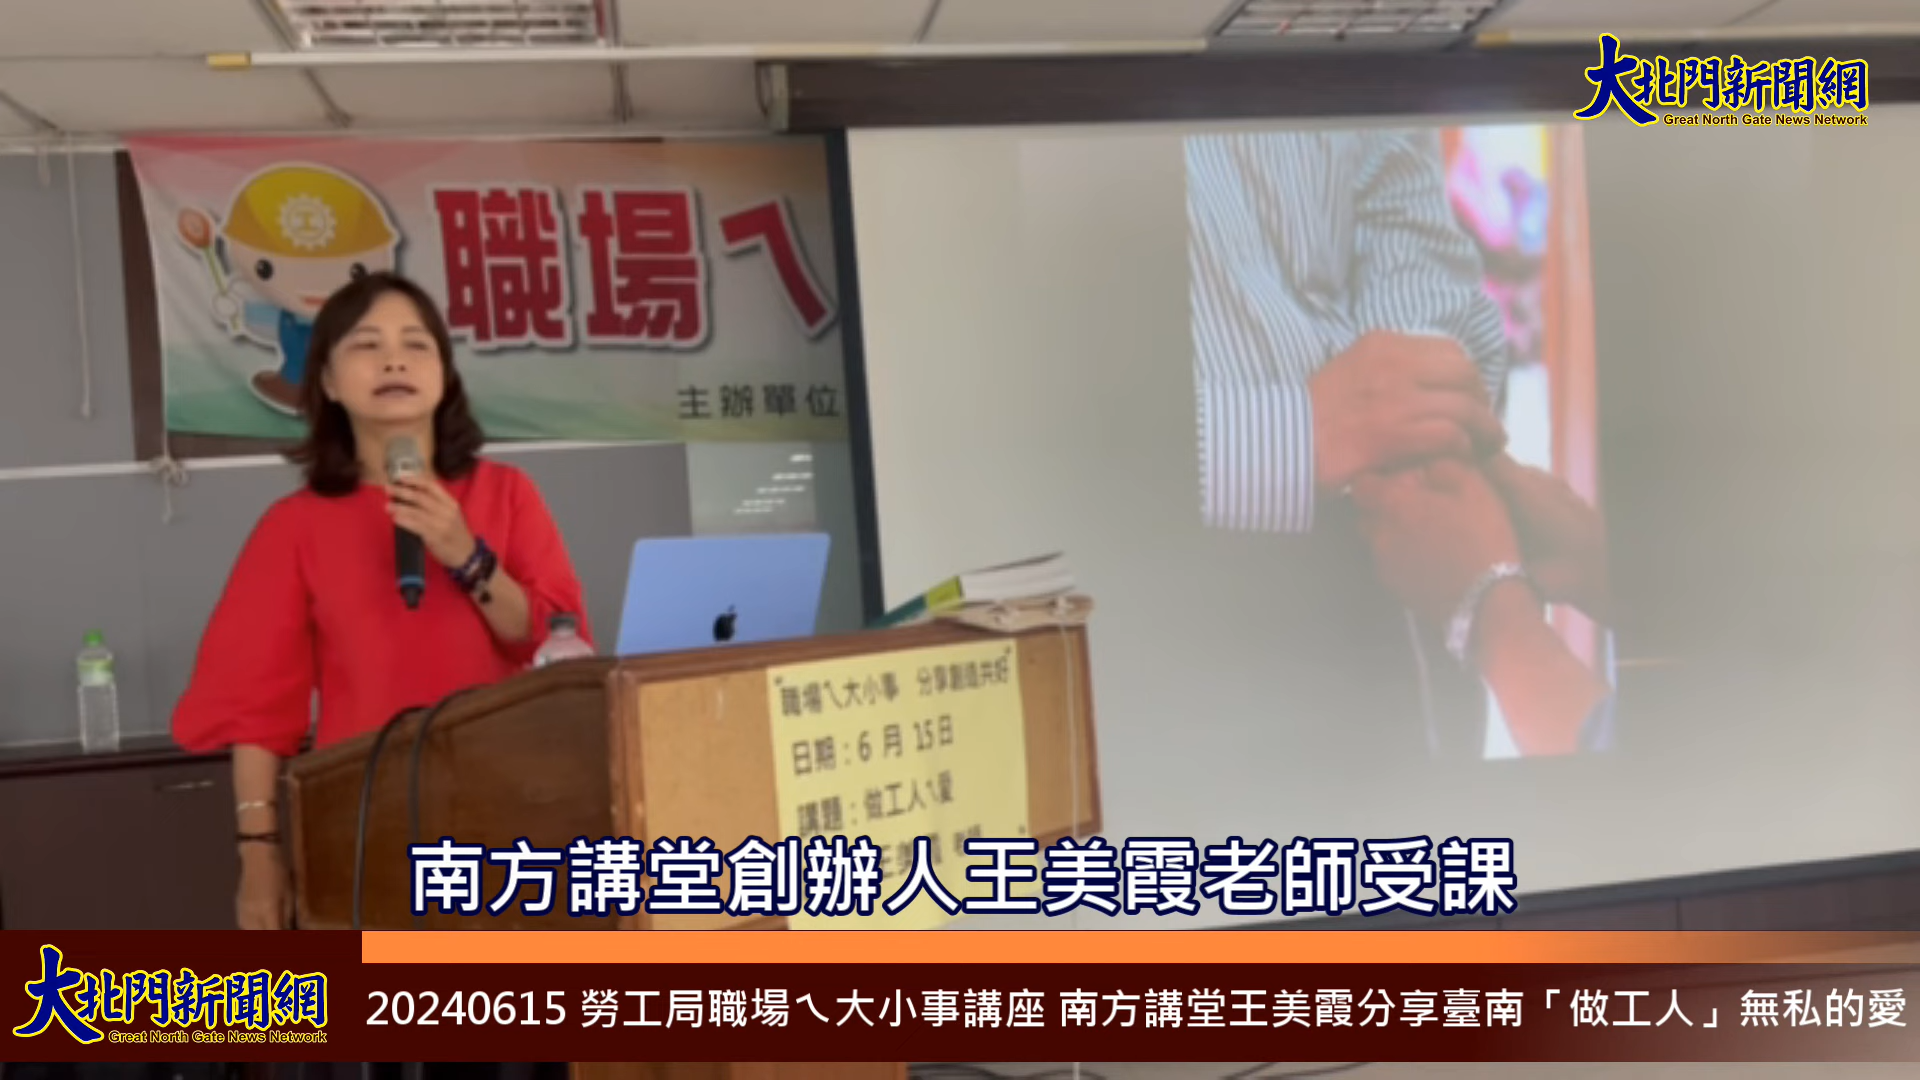 大北門新聞網
Great North Gate News Network
職場ㄟ
主辦單位
職場ㄟ大小事 分享創造共好
日期：6 月 15日
講題：做工人ㄟ愛
南方講堂創辦人王美霞老師受課
大北門新聞網
Great North Gate News Network
20240615 勞工局職場ㄟ大小事講座 南方講堂王美霞分享臺南「做工人」無私的愛